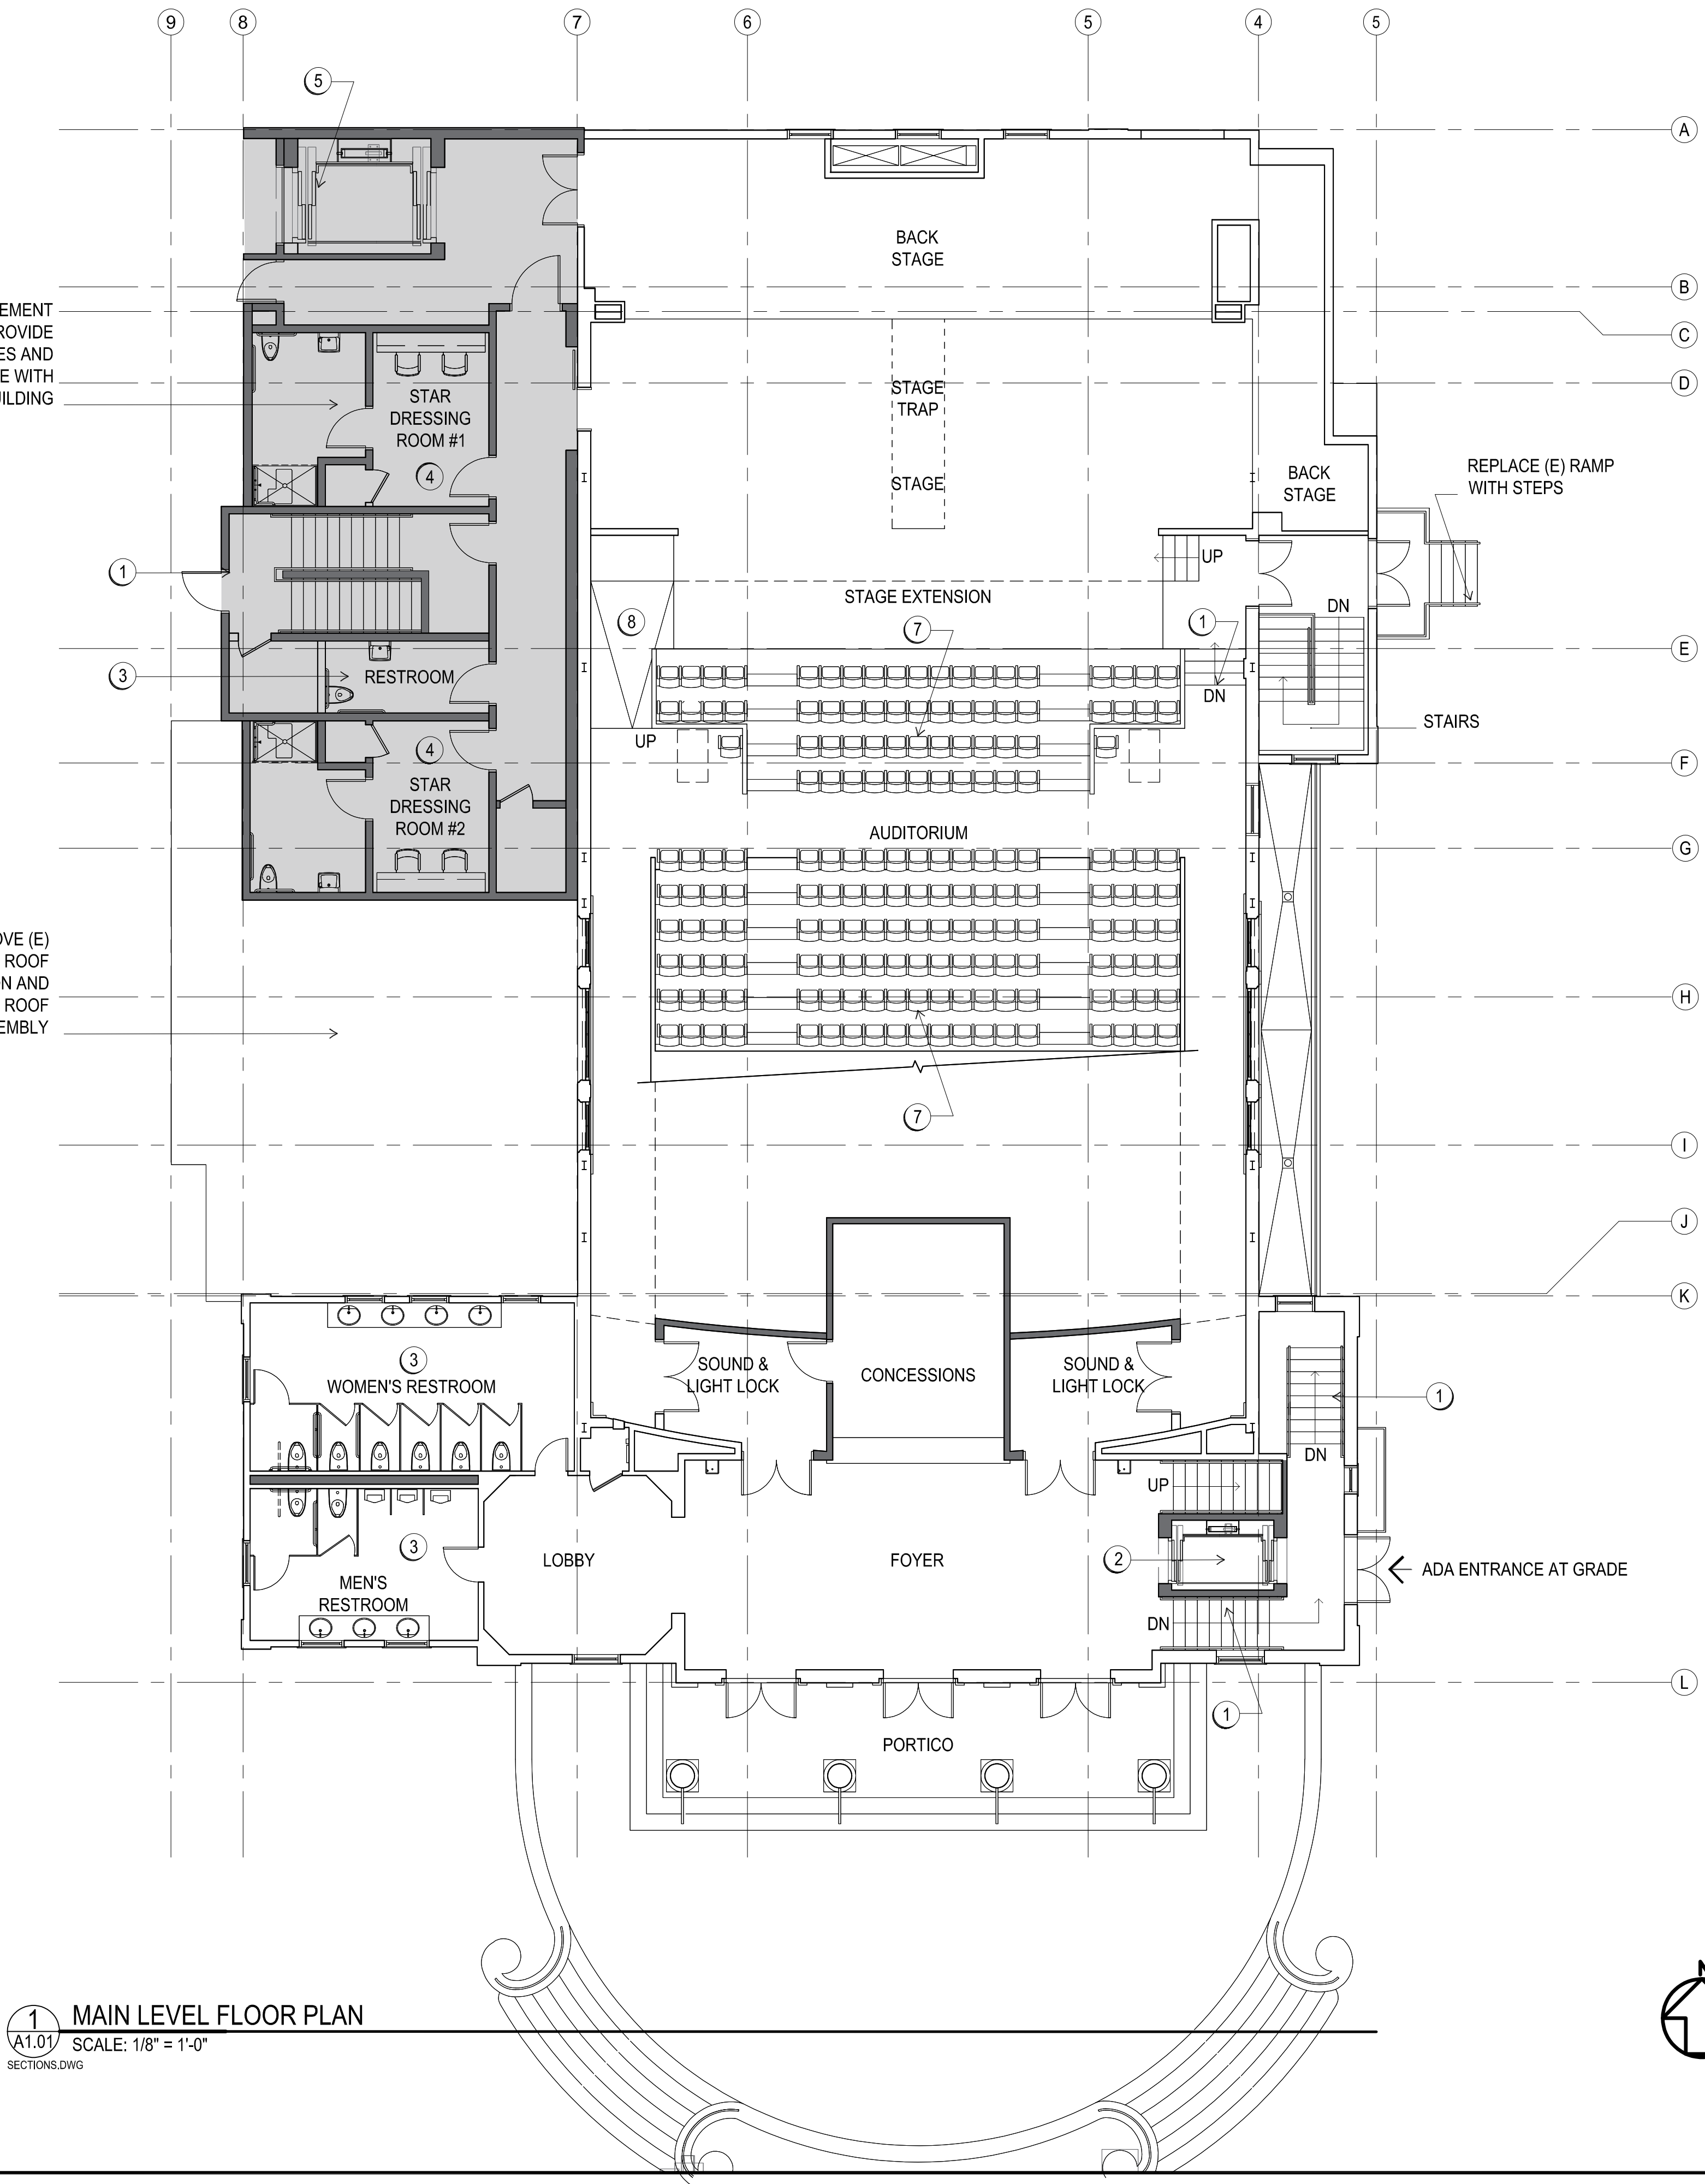 9
8
7
6
5
4
5
5
A
BACK
STAGE
B
EMENT
ROVIDE
ES AND
E WITH
ILDING
C
STAGE
TRAP
D
STAR
DRESSING
ROOM #1
4
STAGE
BACK
STAGE
REPLACE (E) RAMP
WITH STEPS
1
UP
STAGE EXTENSION
DN
8
7
1
E
3
RESTROOM
DN
STAIRS
UP
4
F
STAR
DRESSING
ROOM #2
AUDITORIUM
G
OVE (E)
ROOF
ON AND
ROOF
EMBLY
H
7
I
J
K
3
WOMEN'S RESTROOM
SOUND &
LIGHT LOCK
CONCESSIONS
SOUND &
LIGHT LOCK
1
DN
UP
3
MEN'S
RESTROOM
LOBBY
FOYER
2
ADA ENTRANCE AT GRADE
DN
L
1
PORTICO
N
1
A1.01
MAIN LEVEL FLOOR PLAN
SCALE: 1/8" = 1'-0"
SECTIONS.DWG